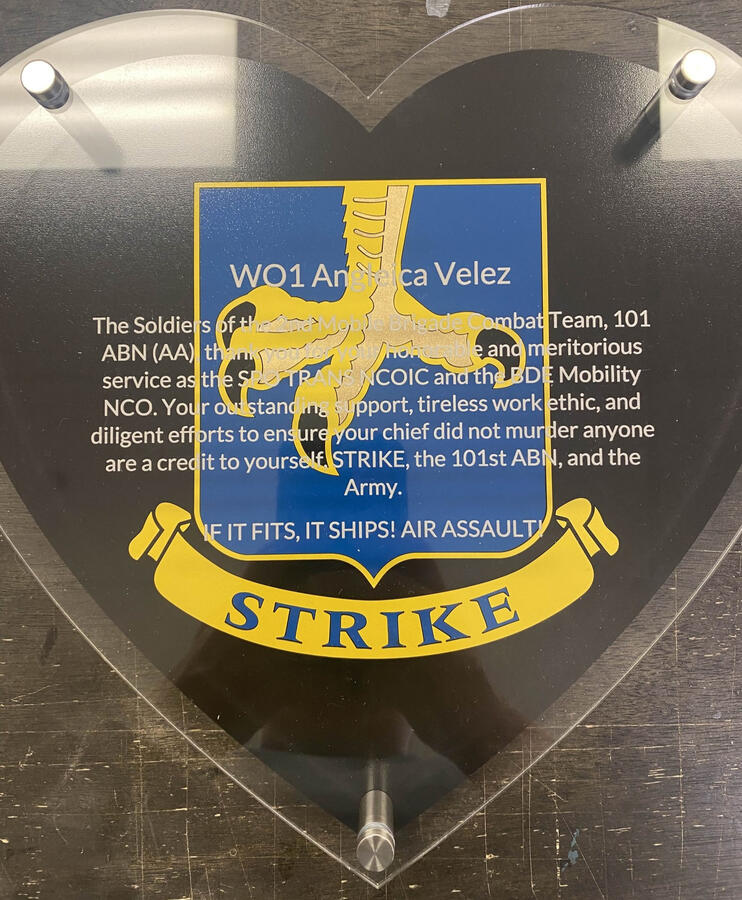 WO1 Angleica Velez
The Soldiers of the 2nd Mobile Brigade Combat Team, 101
ABN (AA), thank you for your honorable and meritorious
service as the SPO TRANS NCOIC and the BDE Mobility
NCO. Your outstanding support, tireless work ethic, and
diligent efforts to ensure your chief did not murder anyone
are a credit to yourself, STRIKE, the 101st ABN, and the
Army.
IF IT FITS, IT SHIPS! AIR ASSAULT!
STRIKE